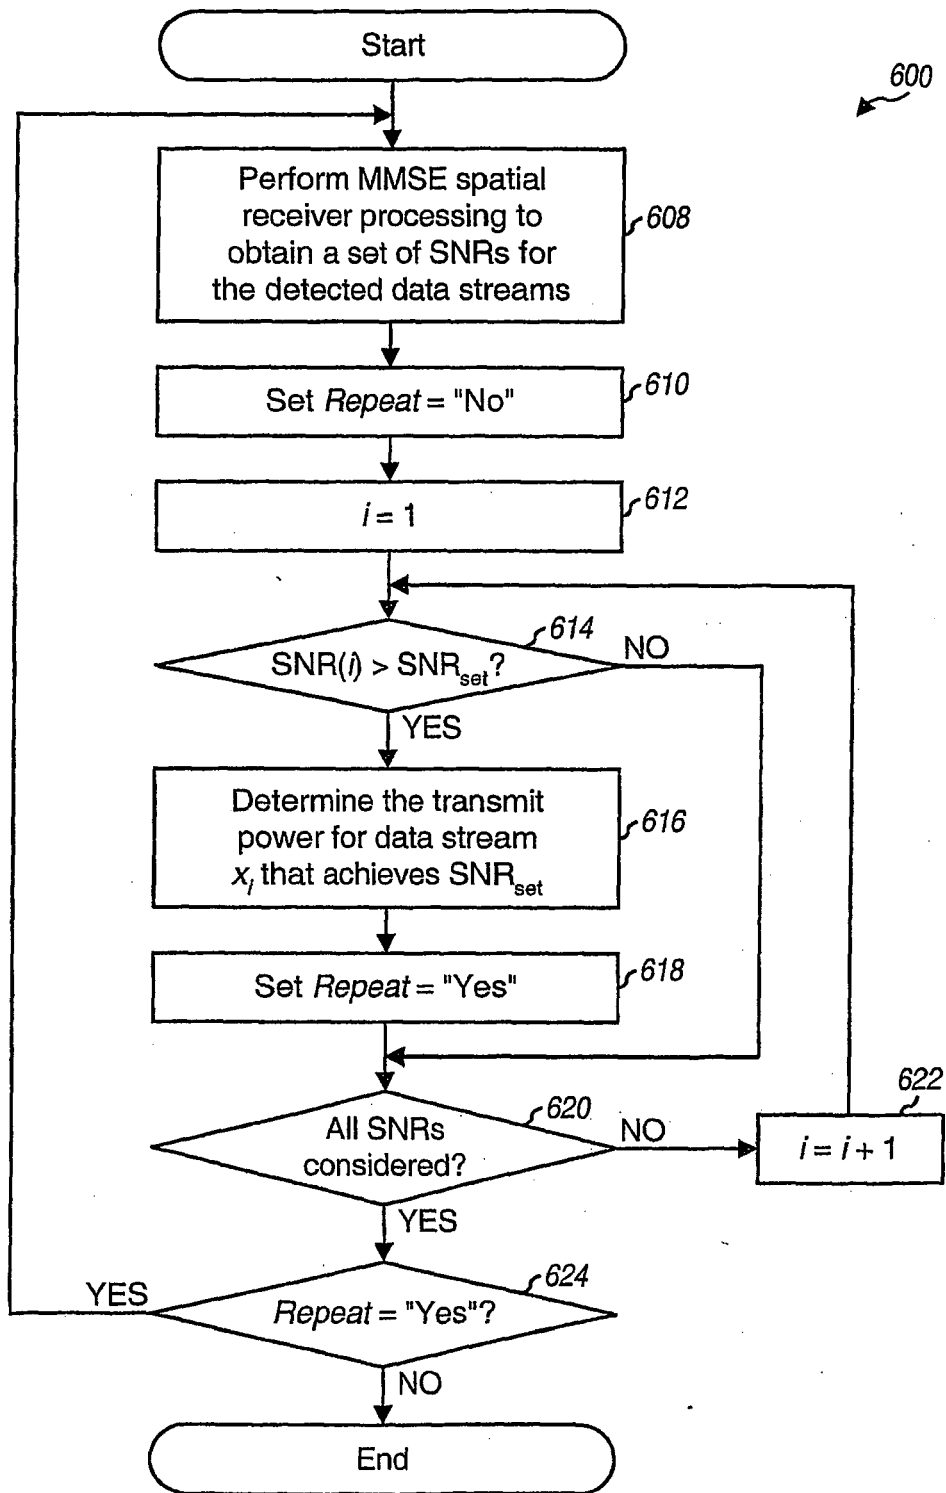 Start
600
Perform MMSE spatial
receiver processing to
obtain a set of SNRs for
the detected data streams
608
Set Repeat = "No"
610
i = 1
612
614
SNR(i) > SNRset?
NO
YES
Determine the transmit
power for data stream
xi that achieves SNRset
616
Set Repeat = "Yes"
618
620
All SNRs
considered?
NO
622
i = i + 1
YES
624
YES
Repeat = "Yes"?
NO
End